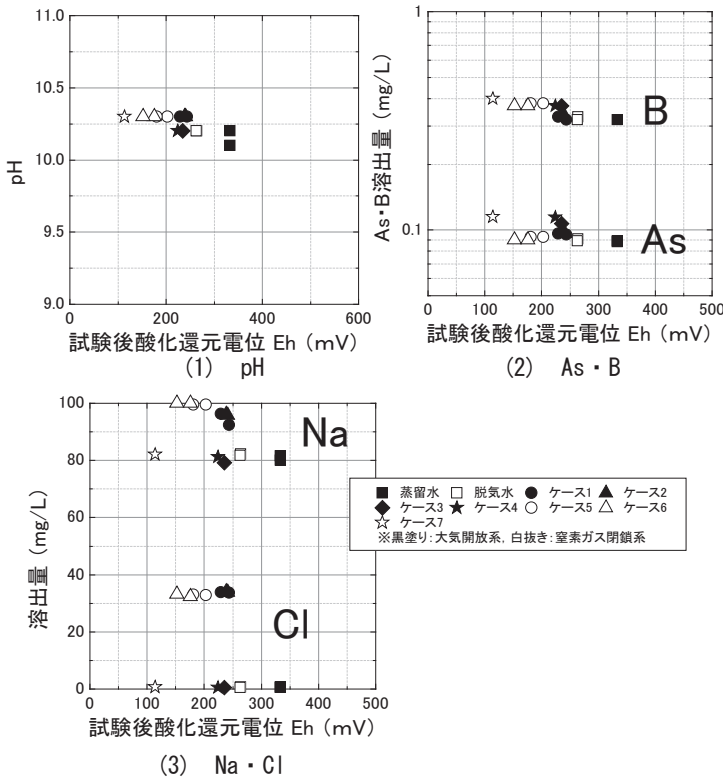 11.0
10.5
10.0
9.5
9.0
pH
0 200 400 600
試験後酸化還元電位 Eh (mV)
(1) pH
1
0.1
As・B溶出量 (mg/L)
B
As
0 100 200 300 400 500
試験後酸化還元電位 Eh (mV)
(2) As・B
100
80
60
40
20
0
溶出量 (mg/L)
Na
Cl
0 100 200 300 400 500
試験後酸化還元電位 Eh (mV)
(3) Na・Cl
蒸留水 脱気水 ケース1 ケース2
ケース3 ケース4 ケース5 ケース6
ケース7
※黒塗り:大気開放系, 白抜き:窒素ガス閉鎖系